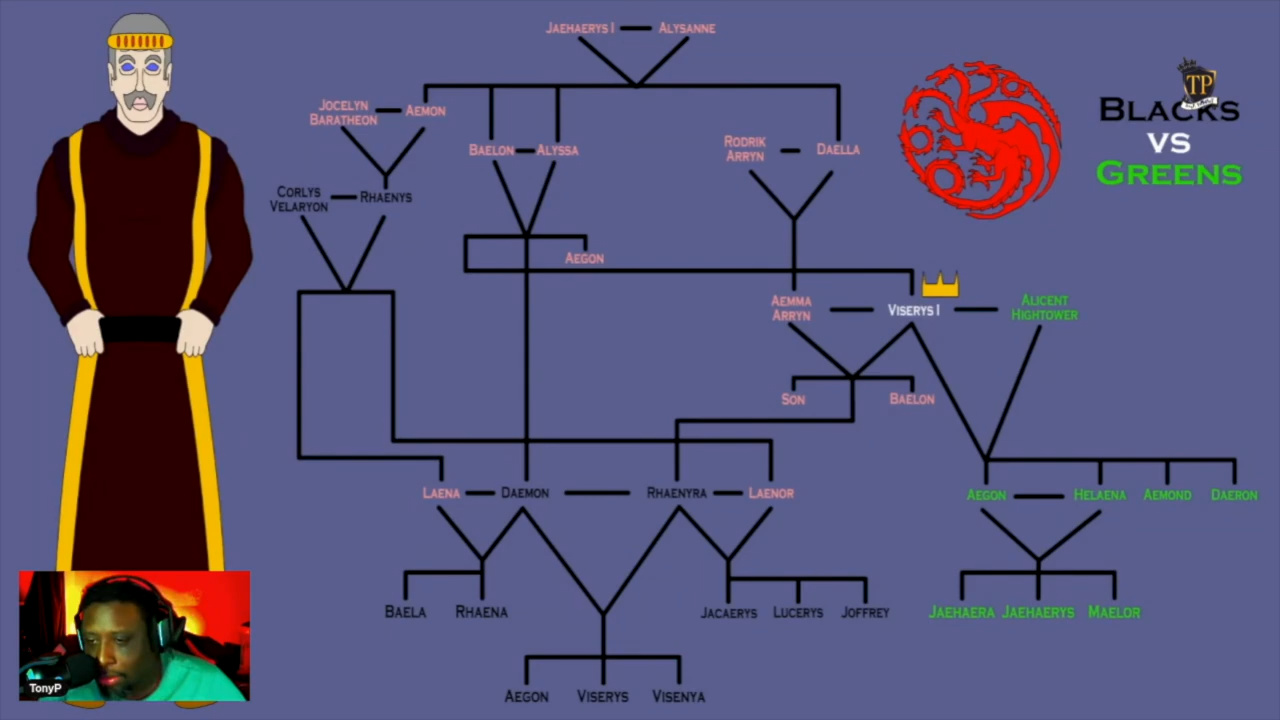 JAEHAERYS I
ALYSANNE
TP
BLACKS
VS
GREENS
JOCELYN
BARATHEON
AEMON
BAELON
ALYSSA
RODRIK
ARRYN
DAELLA
CORLYS
VELARYON
RHAENYS
AEGON
AEMMA
ARRYN
VISERYS I
ALICENT
HIGHTOWER
SON
BAELON
LAENA
DAEMON
RHAENYRA
LAENOR
AEGON
HELAENA
AEMOND
DAERON
BAELA
RHAENA
JACAERYS
LUCERYS
JOFFREY
JAEHAERA
JAEHAERYS
MAELOR
AEGON
VISERYS
VISENYA
TonyP